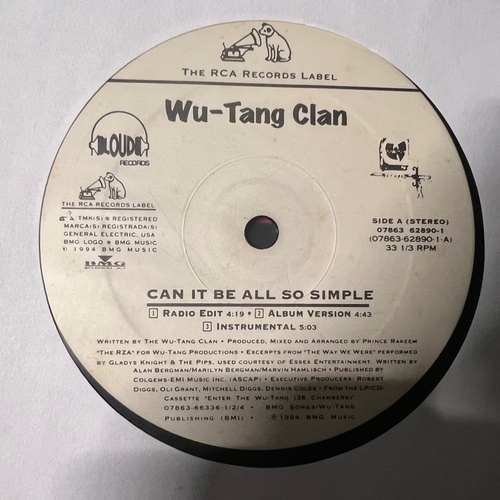 THE RCA RECORDS LABEL
Wu-Tang Clan
LOUD
RECORDS
THE RCA RECORDS LABEL
TMK(S) ® REGISTERED
MARCA(S) REGISTRADA(S)
GENERAL ELECTRIC, USA
BMG LOGO ® BMG MUSIC
© 1994 BMG MUSIC
BMG
SIDE A (STEREO)
07863 62890-1
(07863-62890-1-A)
33 1/3 RPM
CAN IT BE ALL SO SIMPLE
1 RADIO EDIT 4:19 • 2 ALBUM VERSION 4:43
3 INSTRUMENTAL 5:03
WRITTEN BY THE WU-TANG CLAN • PRODUCED, MIXED AND ARRANGED BY PRINCE RAKEEM
"THE RZA" FOR WU-TANG PRODUCTIONS • EXCERPTS FROM "THE WAY WE WERE" PERFORMED
BY GLADYS KNIGHT & THE PIPS, USED COURTESY OF ESSEX ENTERTAINMENT. WRITTEN BY
ALAN BERGMAN/MARILYN BERGMAN/MARVIN HAMLISCH • PUBLISHED BY
COLGEMS-EMI MUSIC INC. (ASCAP) • EXECUTIVE PRODUCERS: ROBERT
DIGGS, OLI GRANT, MITCHELL DIGGS, DENNIS COLES • FROM THE LP/CD/
CASSETTE "ENTER THE WU-TANG (36 CHAMBERS)"
07863-66336-1/2/4 • BMG SONGS/WU-TANG
PUBLISHING (BMI). ℗ 1994, BMG MUSIC